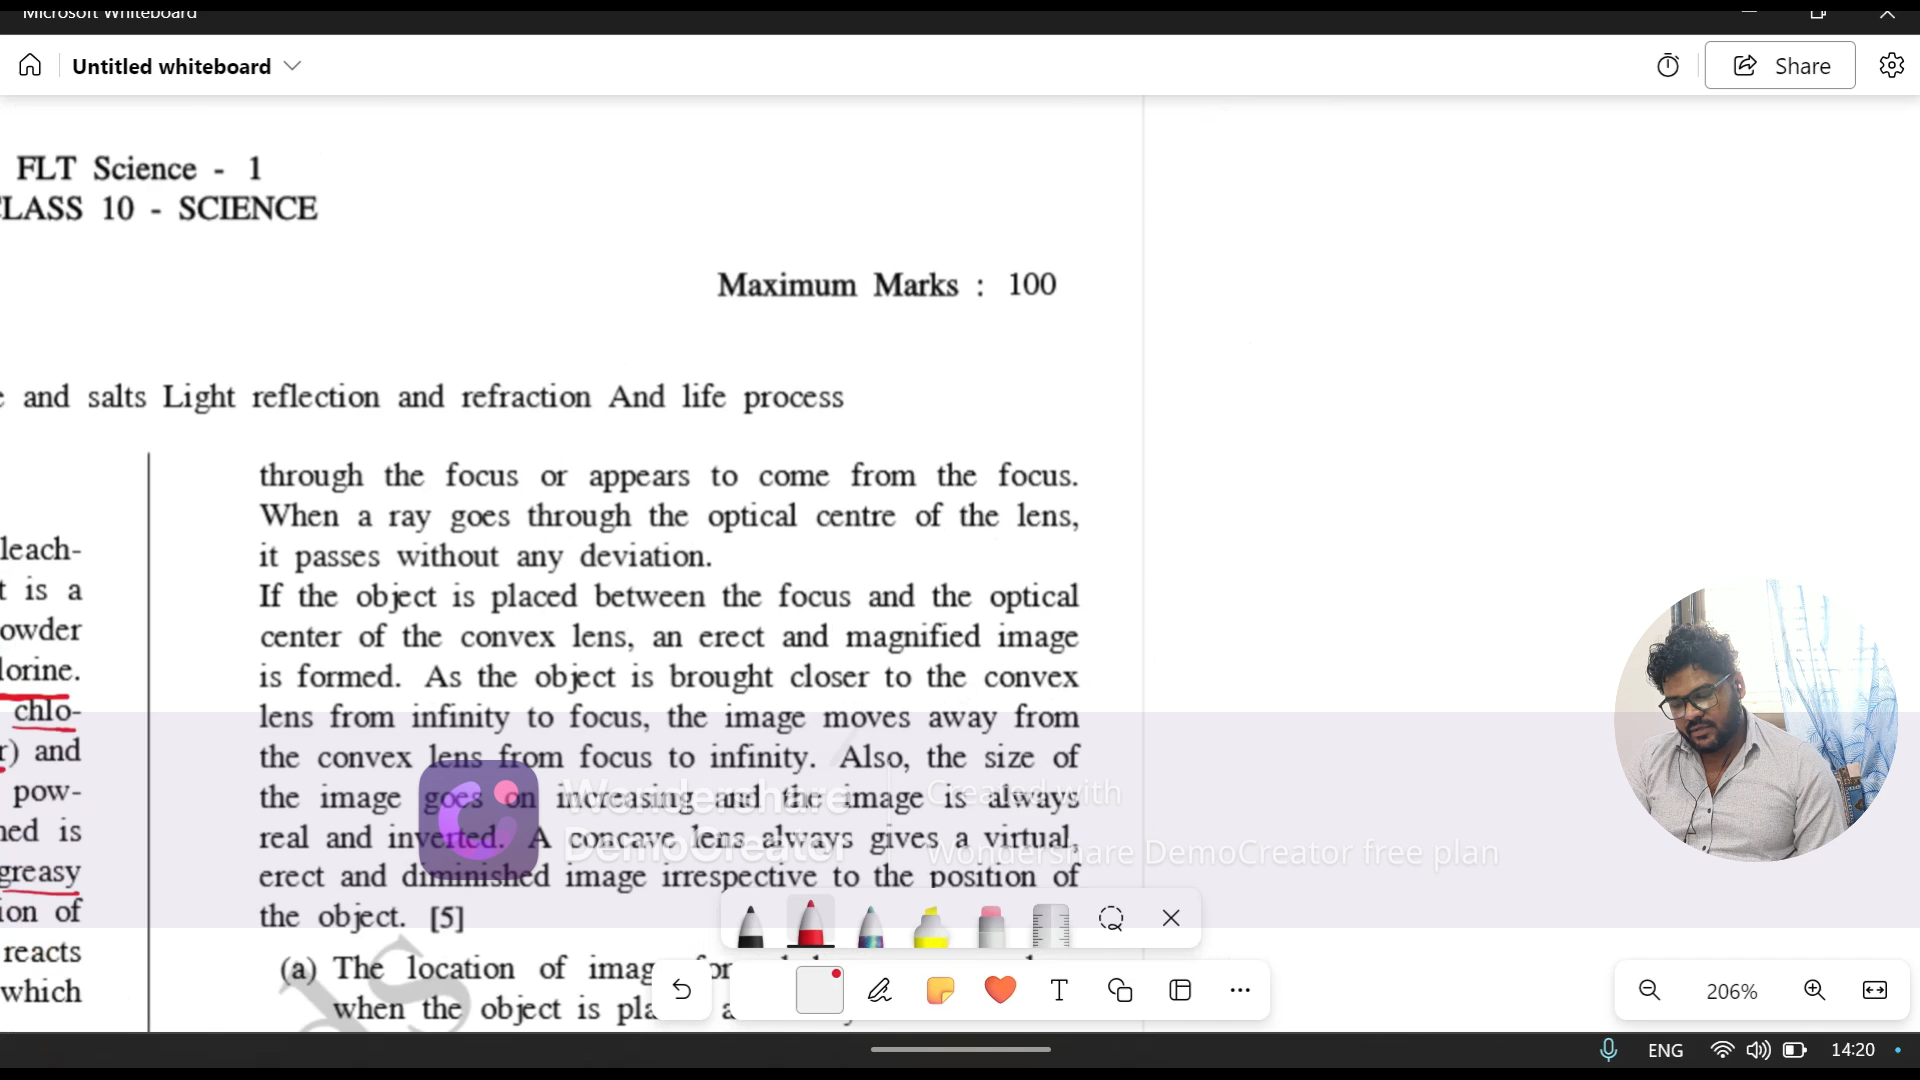 Microsoft Whiteboard
Untitled whiteboard
Share
FLT Science - 1
CLASS 10 - SCIENCE
Maximum Marks : 100
and salts Light reflection and refraction And life process
leach-
t is a
owder
lorine.
chlo-
r) and
pow-
ned is
greasy
ion of
reacts
which
through the focus or appears to come from the focus.
When a ray goes through the optical centre of the lens,
it passes without any deviation.
If the object is placed between the focus and the optical
center of the convex lens, an erect and magnified image
is formed. As the object is brought closer to the convex
lens from infinity to focus, the image moves away from
the convex lens from focus to infinity. Also, the size of
the image goes on increasing and the image is always
real and inverted. A concave lens always gives a virtual,
erect and diminished image irrespective to the position of
the object. [5]
(a) The location of imag
when the object is pla
Wondershare
DemoCreator
Created with
Wondershare DemoCreator free plan
206%
ENG
14:20